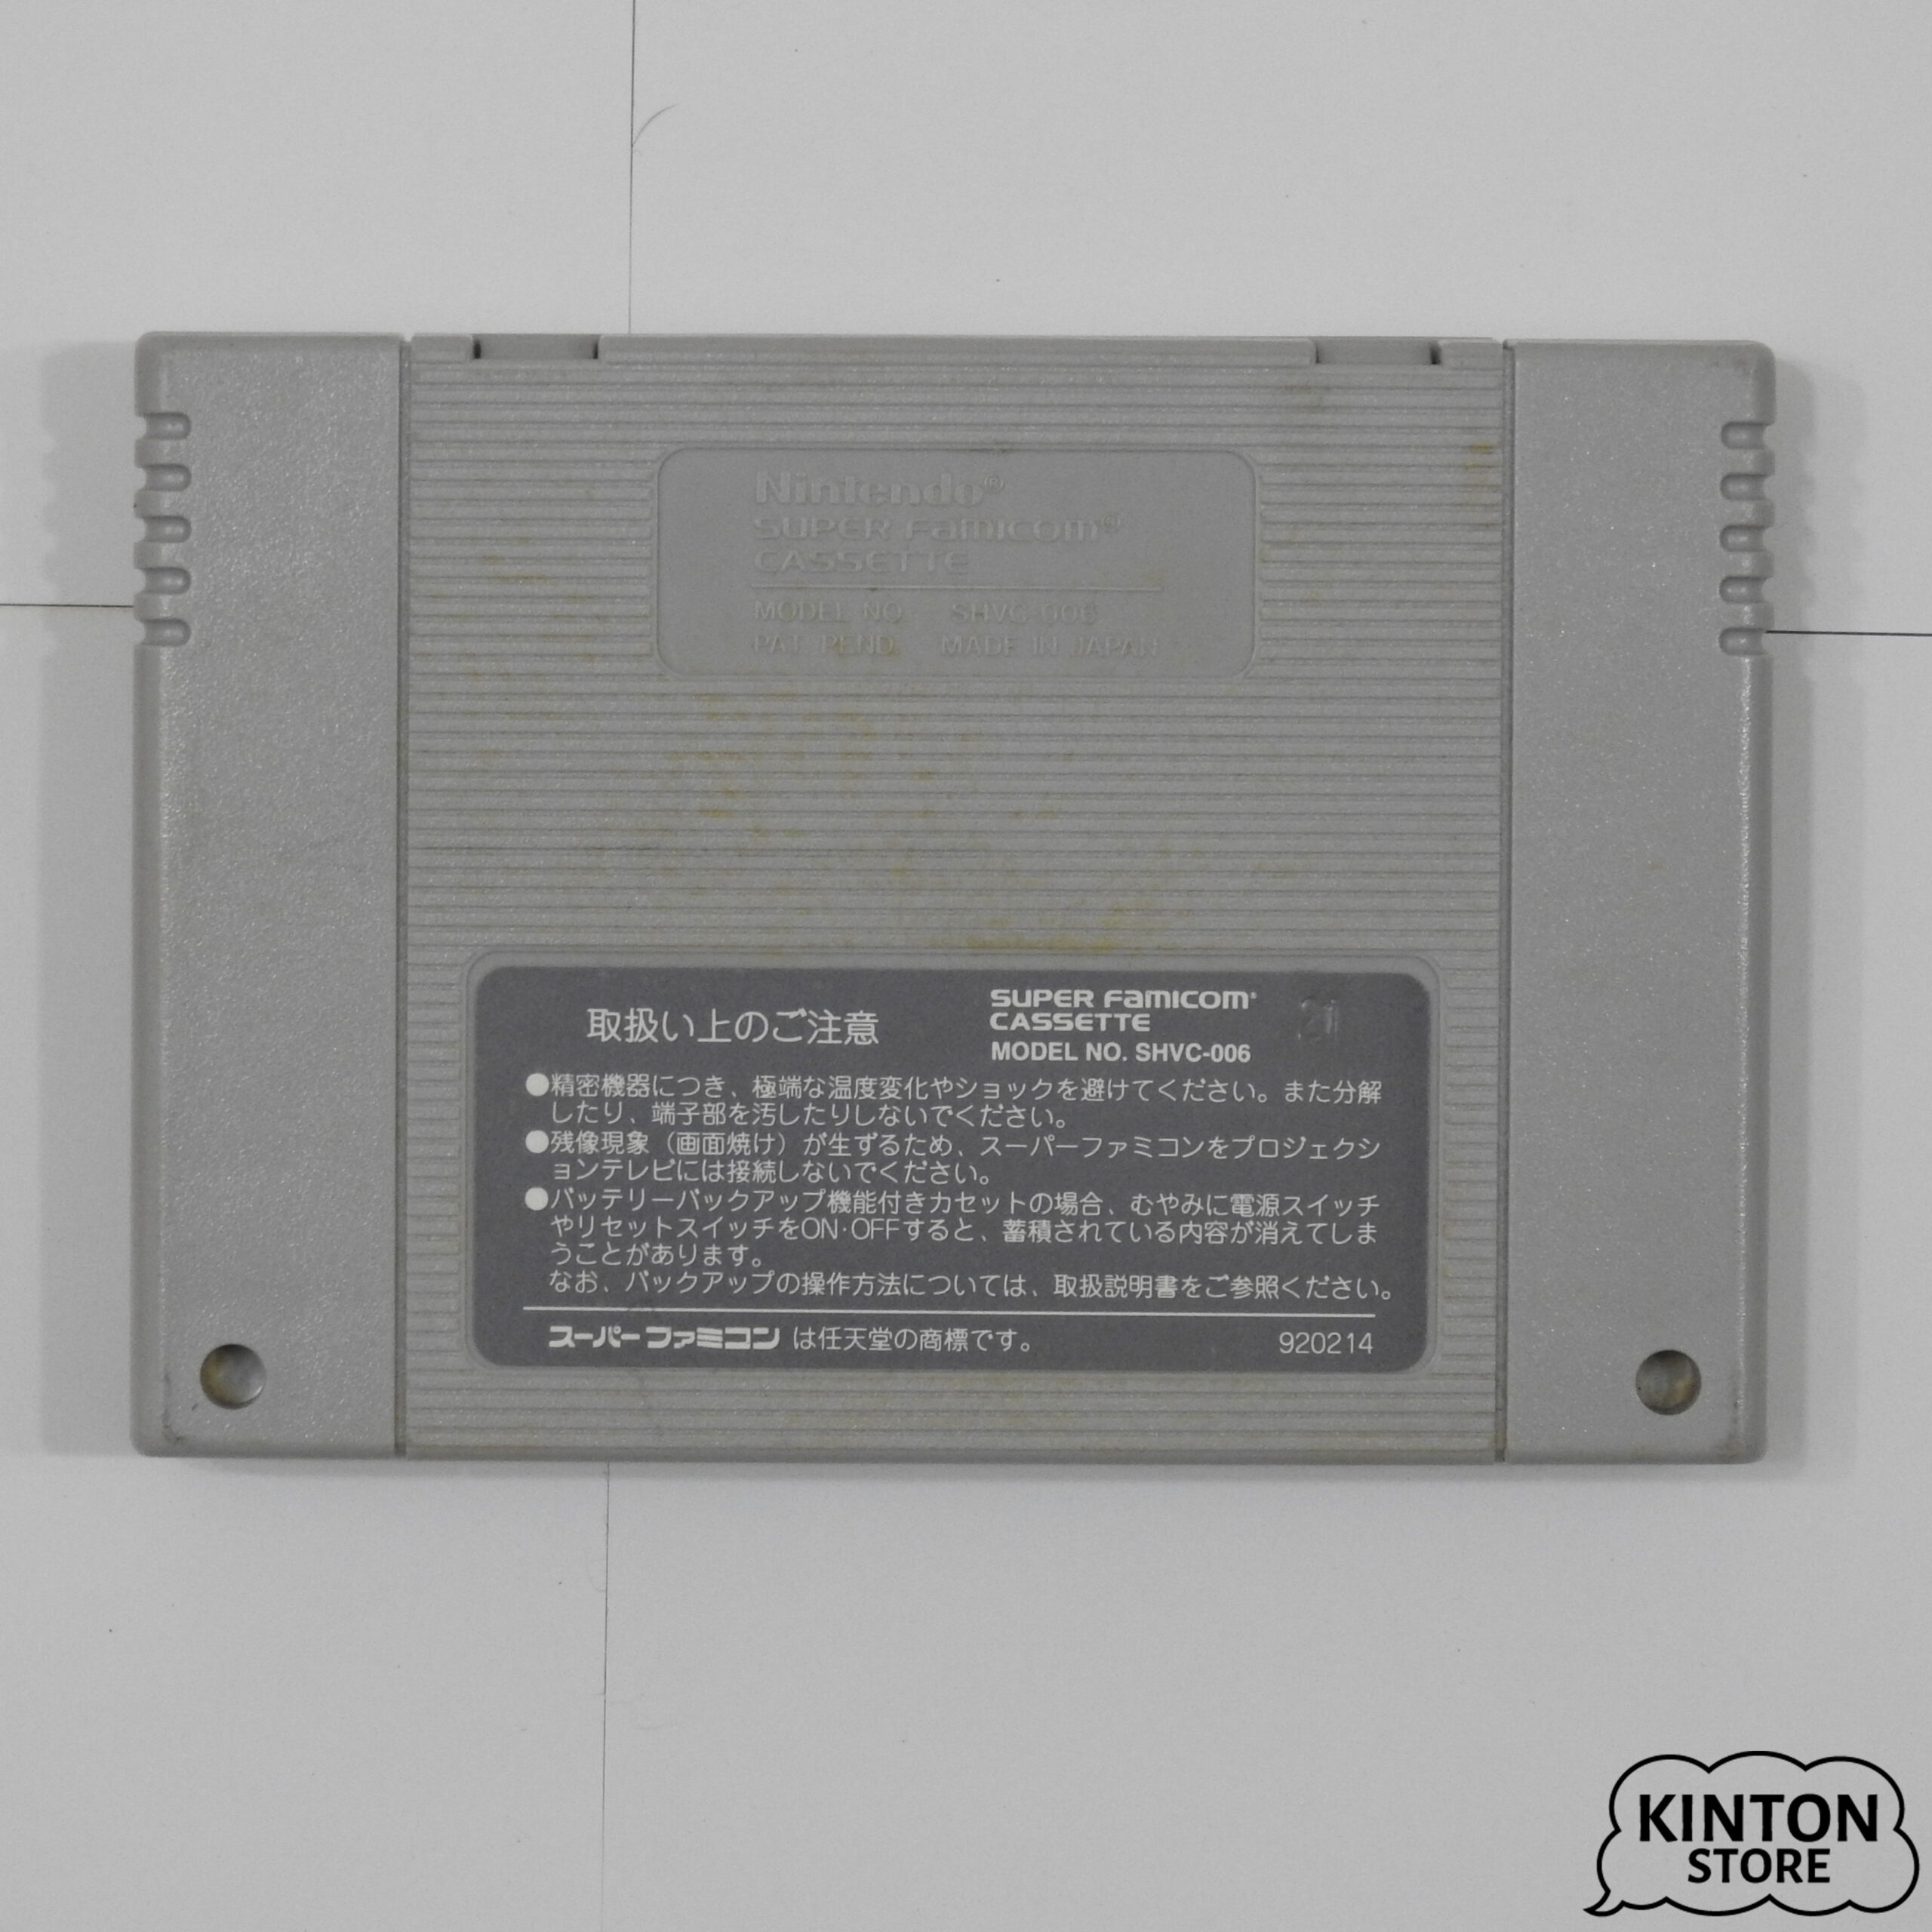 Nintendo®
SUPER Famicom®
CASSETTE
MODEL NO. SHVC-006
PAT. PEND. MADE IN JAPAN
取扱い上のご注意
SUPER Famicom®
CASSETTE
MODEL NO. SHVC-006
21
●精密機器につき、極端な温度変化やショックを避けてください。また分解
したり、端子部を汚したりしないでください。
●残像現象（画面焼け）が生ずるため、スーパーファミコンをプロジェクシ
ョンテレビには接続しないでください。
●バッテリーバックアップ機能付きカセットの場合、むやみに電源スイッチ
やリセットスイッチをON·OFFすると、蓄積されている内容が消えてしま
うことがあります。
なお、バックアップの操作方法については、取扱説明書をご参照ください。
スーパーファミコン は任天堂の商標です。 920214
KINTON
STORE